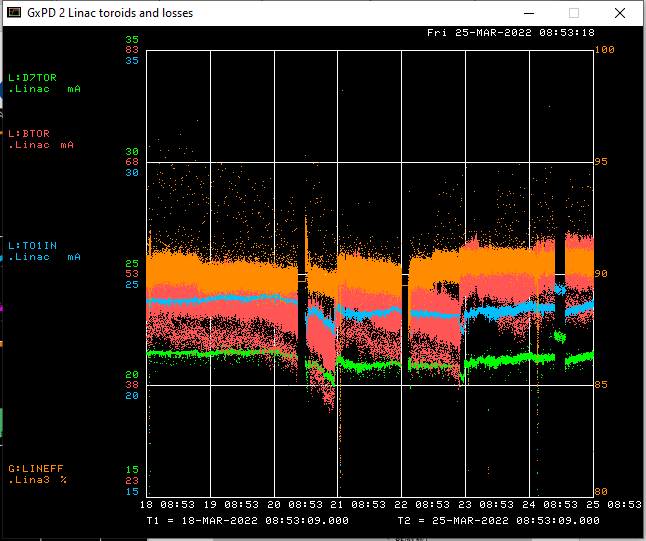 GxPD 2 Linac toroids and losses
Fri 25-MAR-2022 08:53:18
35
83
35
100
L:D7TOR
.Linac mA
L:BTOR
.Linac mA
30
68
30
95
L:TO1IN
.Linac mA
25
53
25
90
20
38
20
85
G:LINEFF
.Lina3 %
15
23
15
80
18 08:53 19 08:53 20 08:53 21 08:53 22 08:53 23 08:53 24 08:53 25 08:53
T1 = 18-MAR-2022 08:53:09.000 T2 = 25-MAR-2022 08:53:09.000